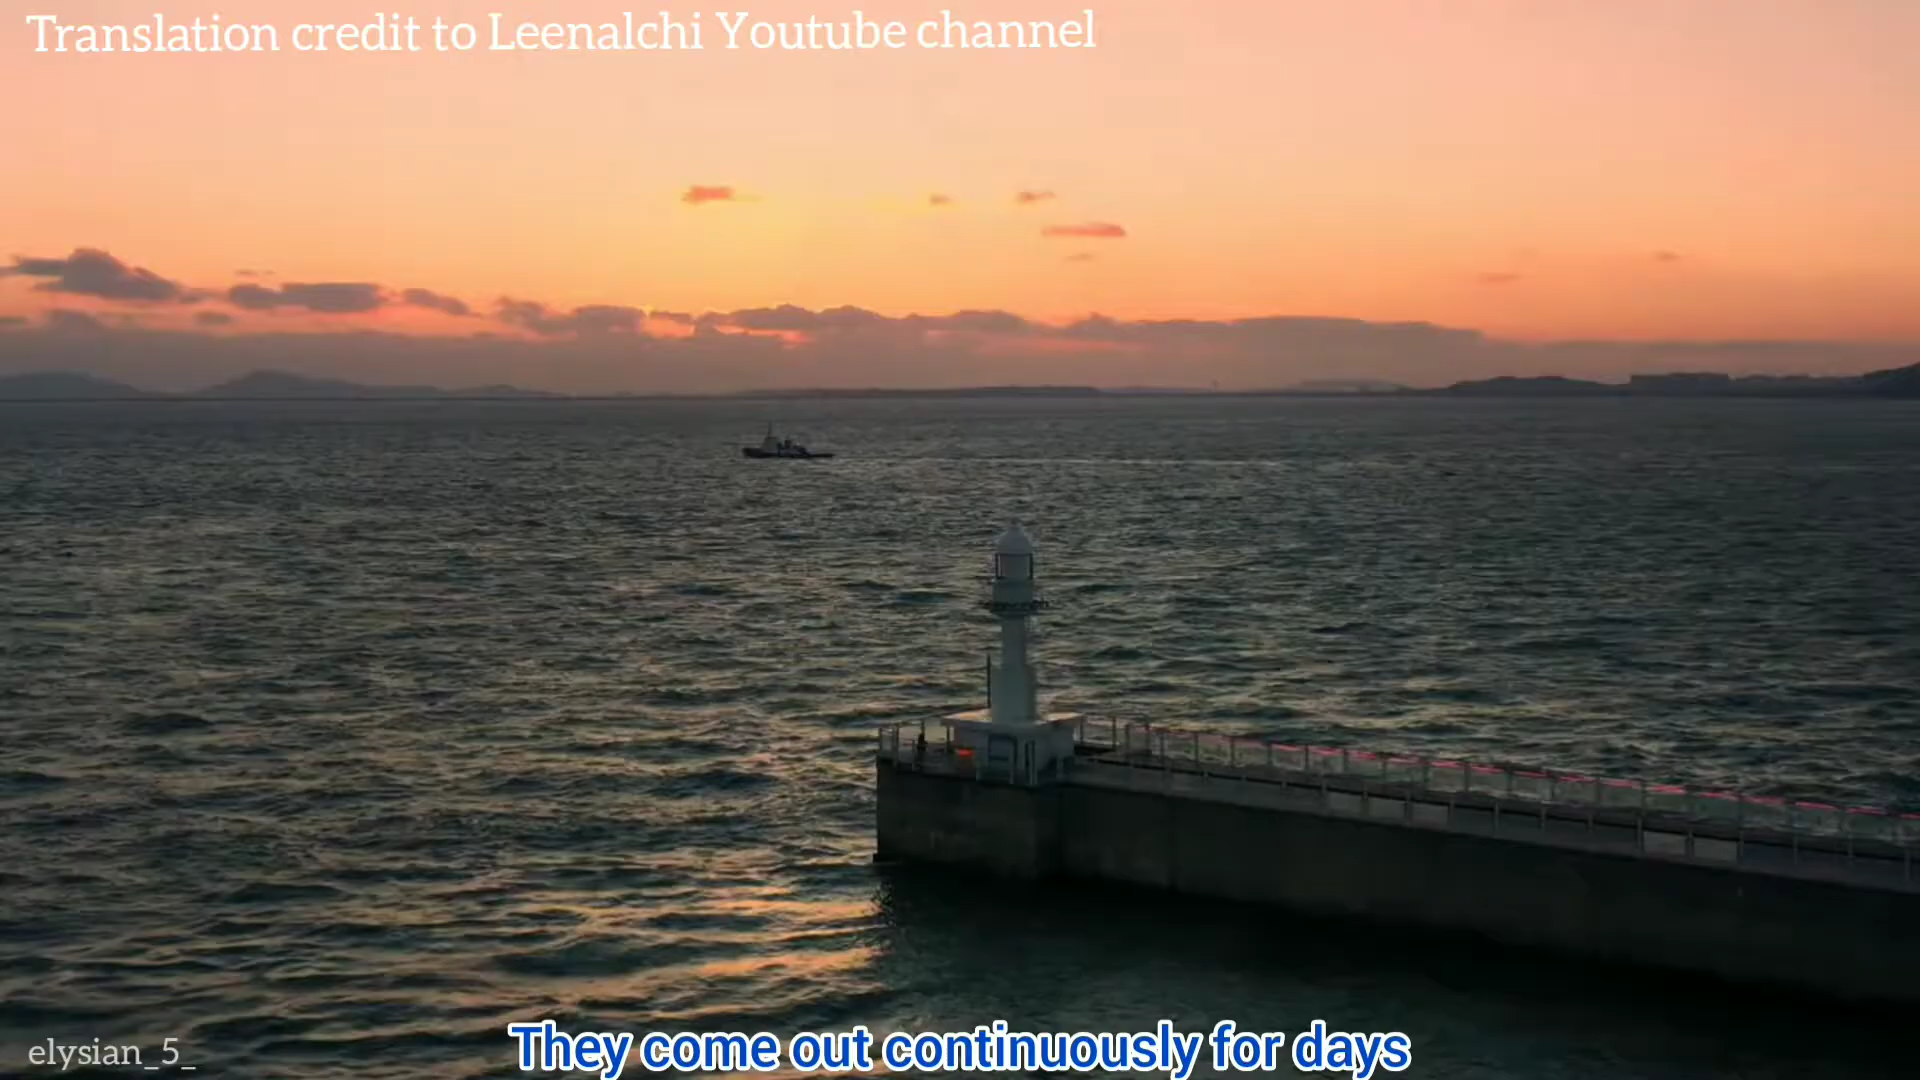 Translation credit to Leenalchi Youtube channel
elysian_5_
They come out continuously for days